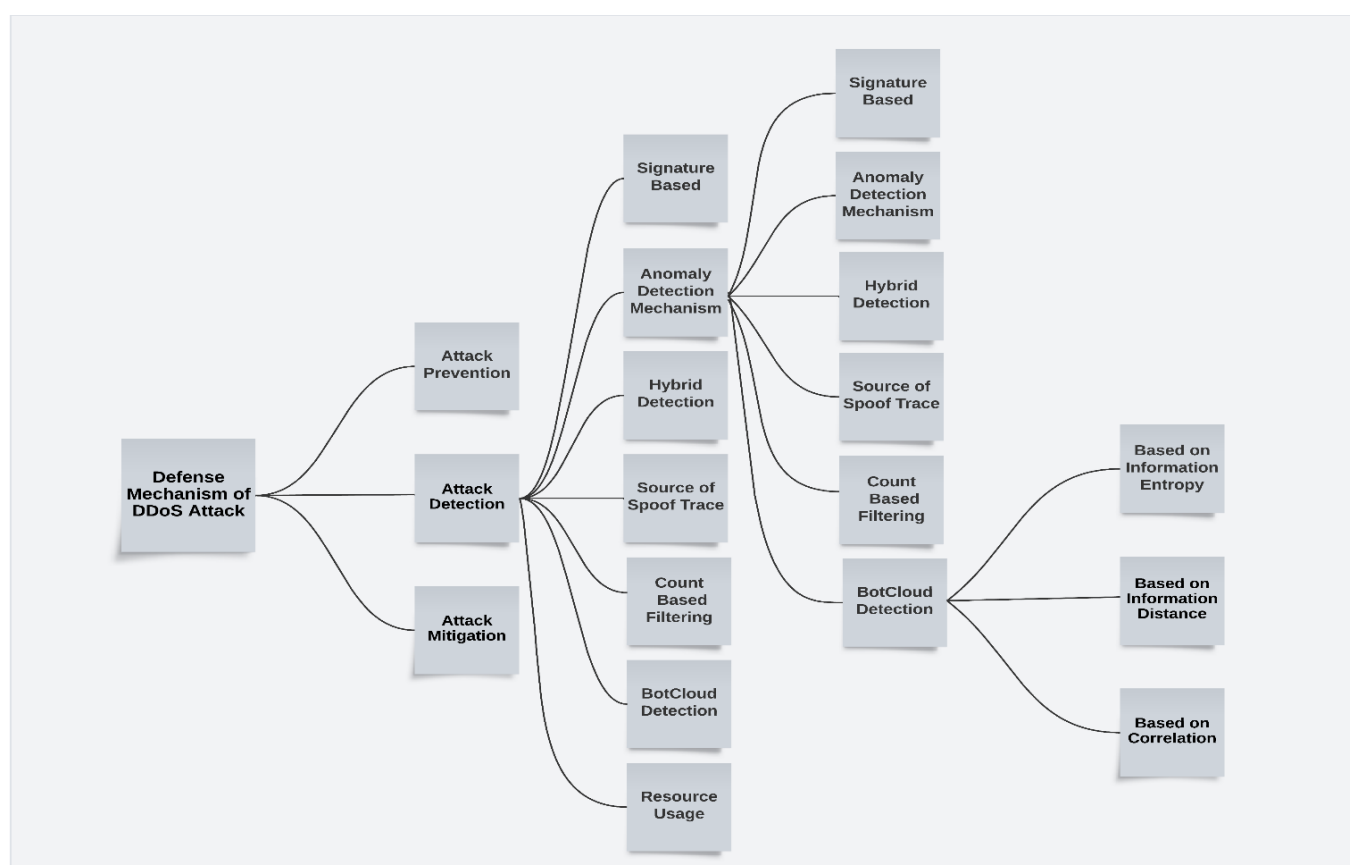 Defense
Mechanism of
DDoS Attack
Attack
Prevention
Attack
Detection
Attack
Mitigation
Signature
Based
Anomaly
Detection
Mechanism
Hybrid
Detection
Source of
Spoof Trace
Count
Based
Filtering
BotCloud
Detection
Resource
Usage
Signature
Based
Anomaly
Detection
Mechanism
Hybrid
Detection
Source of
Spoof Trace
Count
Based
Filtering
BotCloud
Detection
Based on
Information
Entropy
Based on
Information
Distance
Based on
Correlation